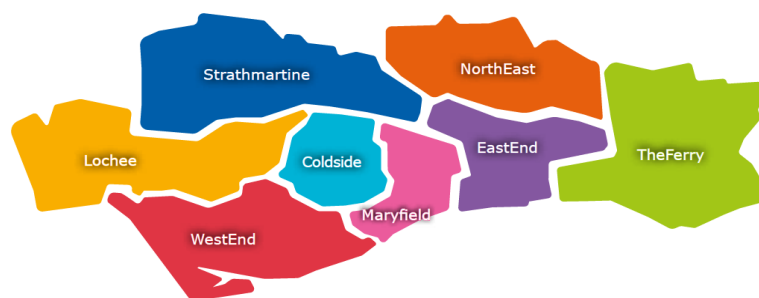 Strathmartine
NorthEast
Lochee
Coldside
EastEnd
TheFerry
Maryfield
WestEnd